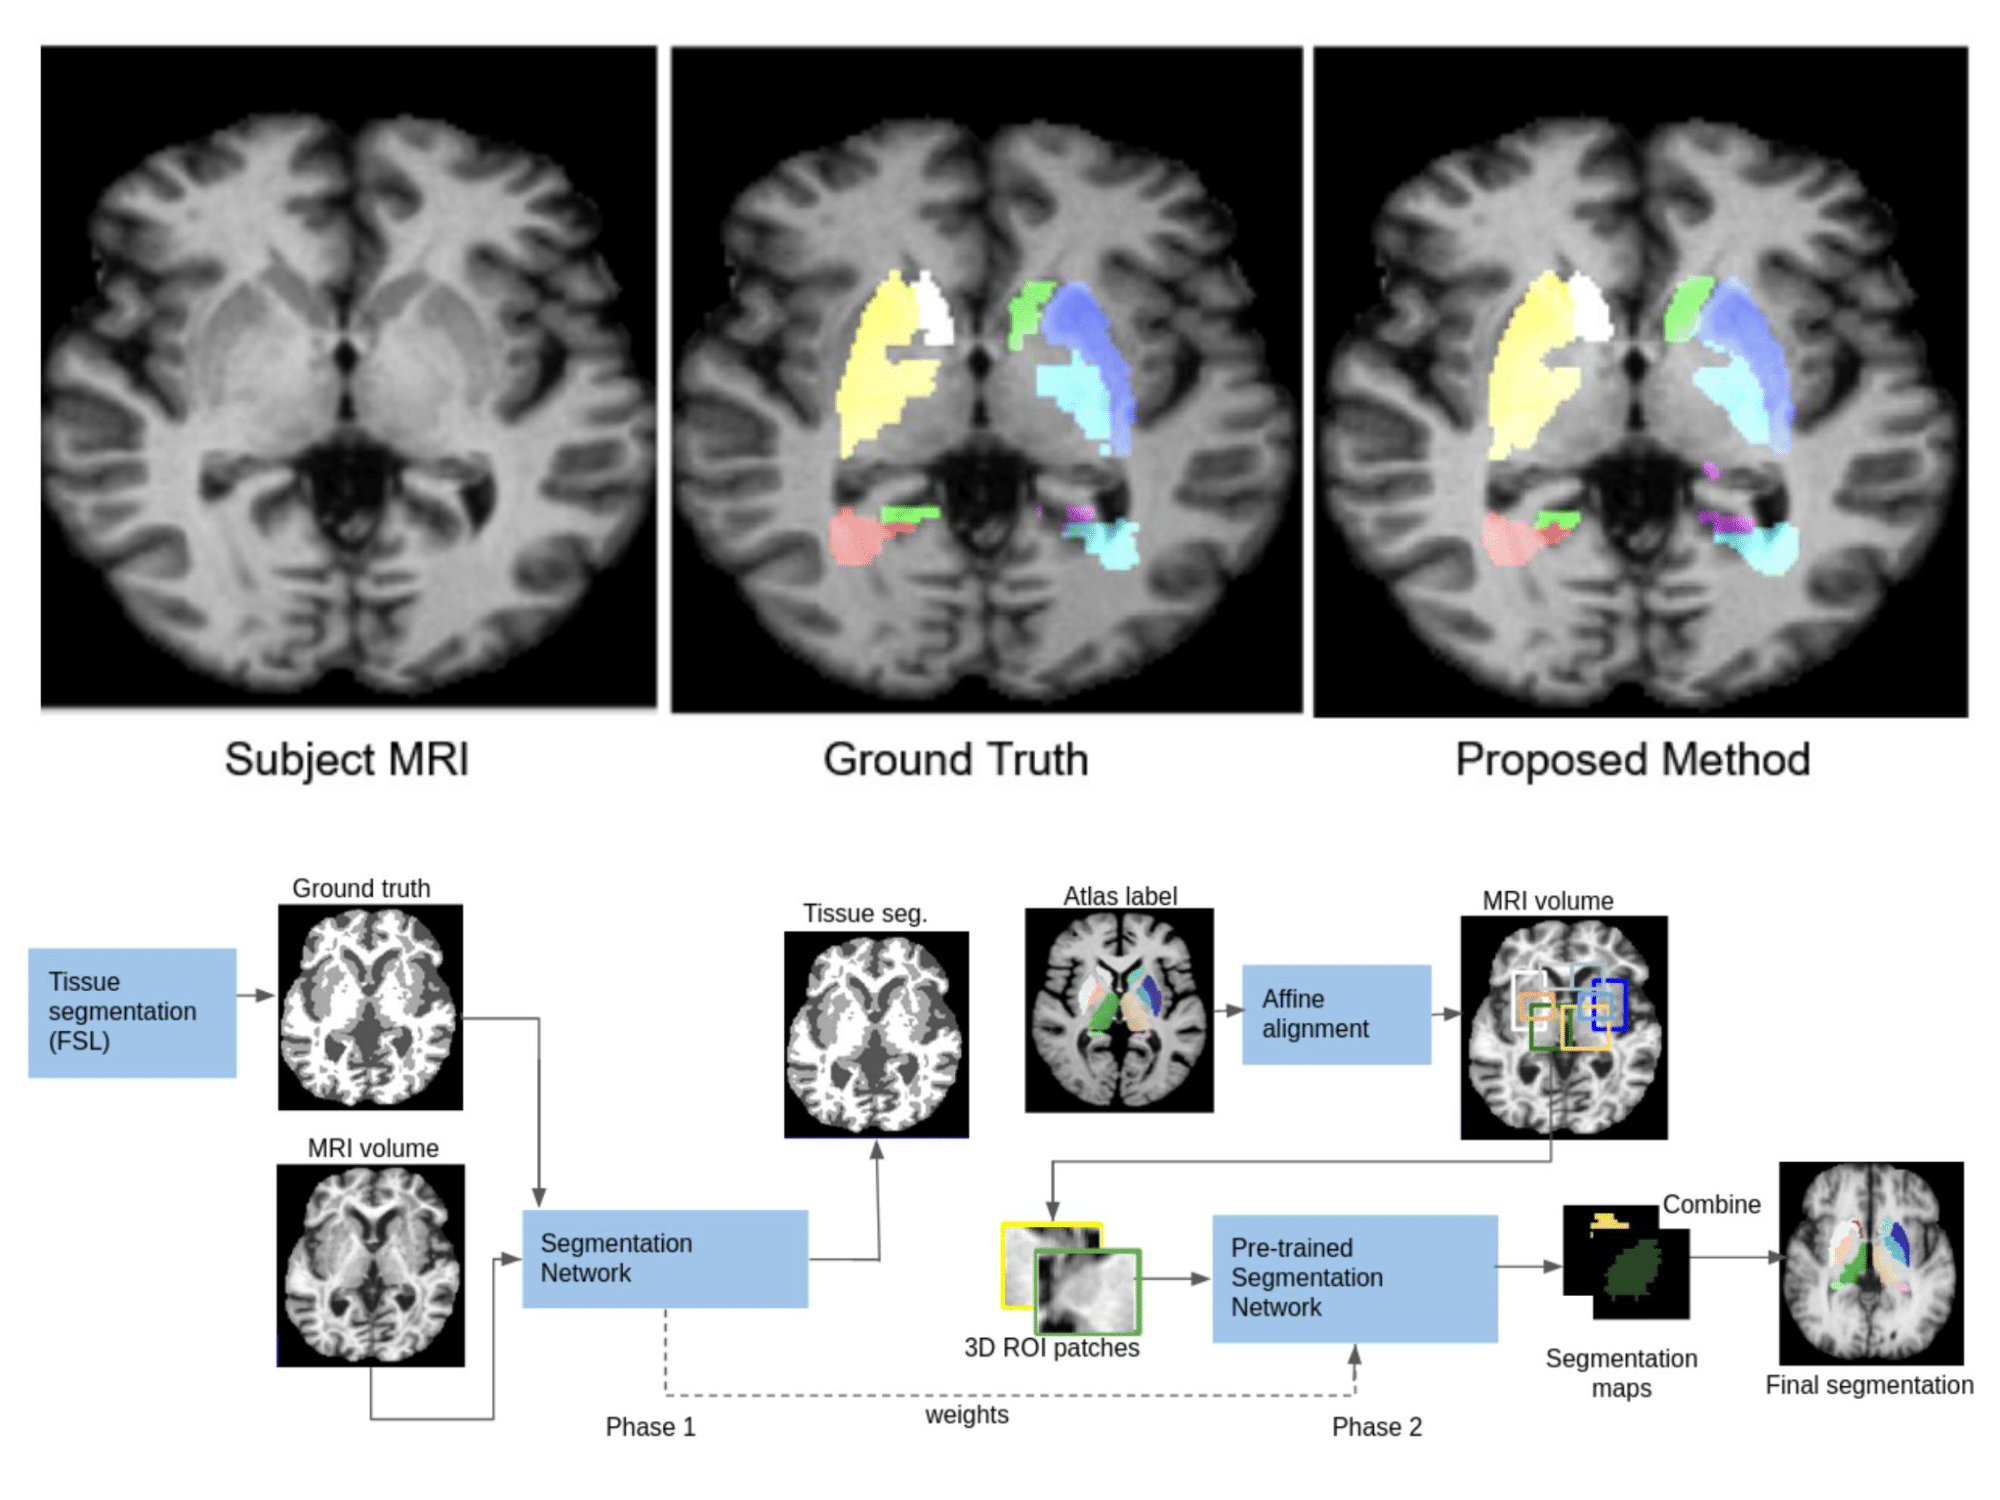 Subject MRI
Ground Truth
Proposed Method
Ground truth
Tissue
segmentation
(FSL)
MRI volume
Segmentation
Network
Tissue seg.
Atlas label
Affine
alignment
MRI volume
3D ROI patches
Pre-trained
Segmentation
Network
Combine
Segmentation
maps
Final segmentation
weights
Phase 1
Phase 2